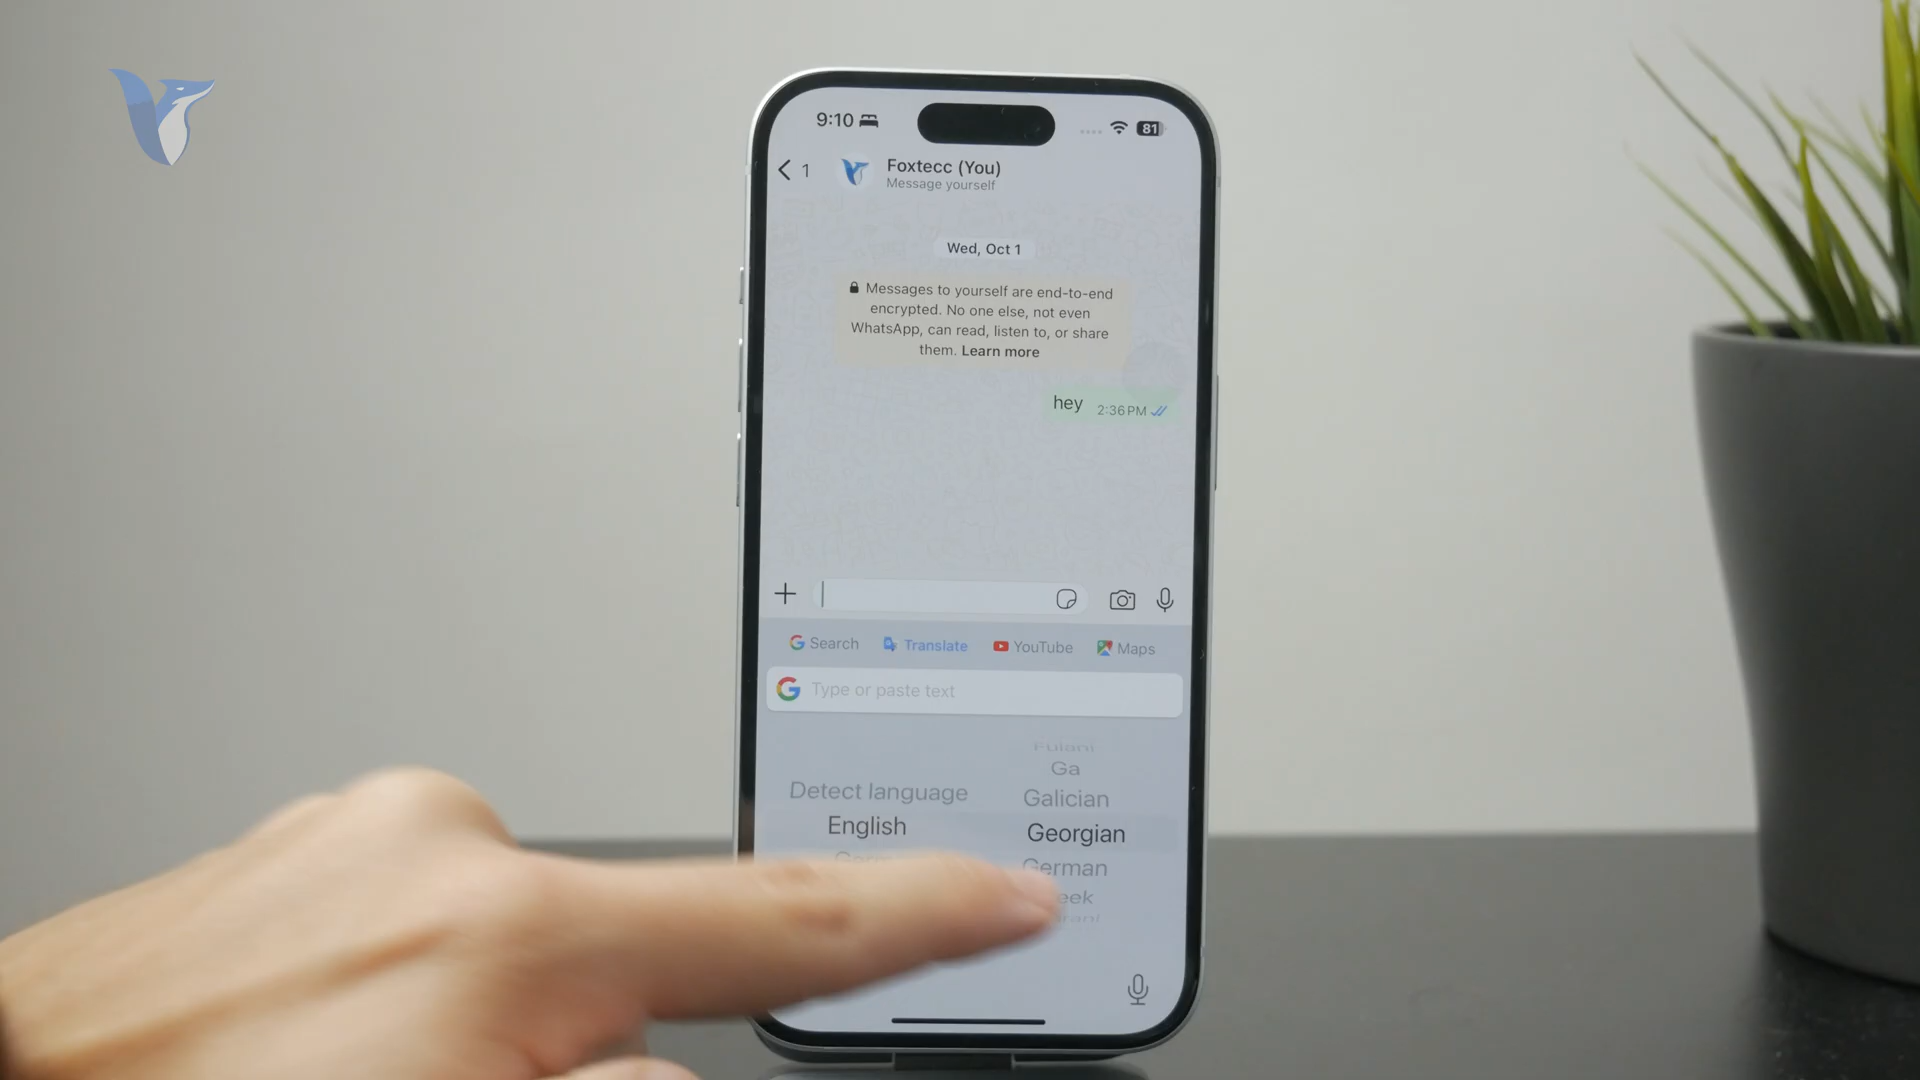 9:10
81
1
Foxtecc (You)
Message yourself
Wed, Oct 1
Messages to yourself are end-to-end
encrypted. No one else, not even
WhatsApp, can read, listen to, or share
them. Learn more
hey 2:36 PM
Search Translate YouTube Maps
Type or paste text
Fulani
Ga
Detect language Galician
English Georgian
German